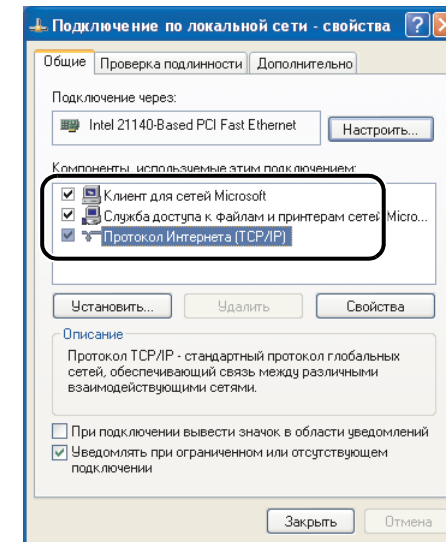 Подключение по локальной сети - свойства
Общие Проверка подлинности Дополнительно
Подключение через:
Intel 21140-Based PCI Fast Ethernet Настроить...
Компоненты, используемые этим подключением:
Клиент для сетей Microsoft
Служба доступа к файлам и принтерам сетей Micro...
Протокол Интернета (TCP/IP)
Установить... Удалить Свойства
Описание
Протокол TCP/IP - стандартный протокол глобальных
сетей, обеспечивающий связь между различными
взаимодействующими сетями.
При подключении вывести значок в области уведомлений
Уведомлять при ограниченном или отсутствующем
подключении
Закрыть Отмена